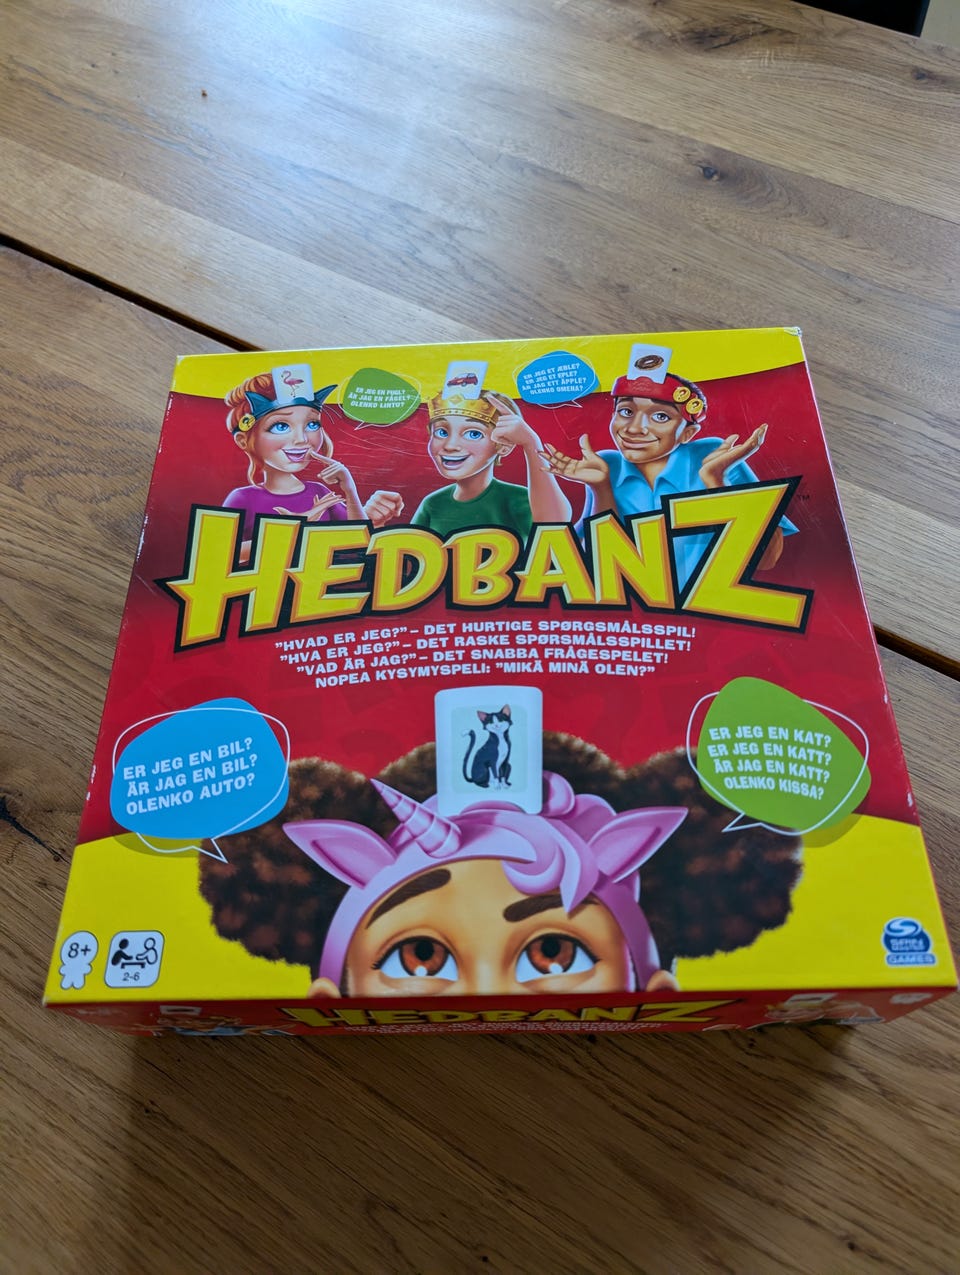 ER JEG EN FUGL?
ÄR JAG EN FÅGEL?
OLENKO LINTU?
ER JEG ET ÆBLE?
ER JEG ET EPLE?
ÄR JAG ETT ÄPPLE?
OLENKO OMENA?
HEDBANZ™
"HVAD ER JEG?" – DET HURTIGE SPØRGSMÅLSSPIL!
"HVA ER JEG?" – DET RASKE SPØRSMÅLSSPILLET!
"VAD ÄR JAG?" – DET SNABBA FRÅGESPELET!
NOPEA KYSYMYSPELI: "MIKÄ MINÄ OLEN?"
ER JEG EN BIL?
ÄR JAG EN BIL?
OLENKO AUTO?
ER JEG EN KAT?
ER JEG EN KATT?
ÄR JAG EN KATT?
OLENKO KISSA?
8+
2-6
SPIN MASTER
GAMES
HEDBANZ